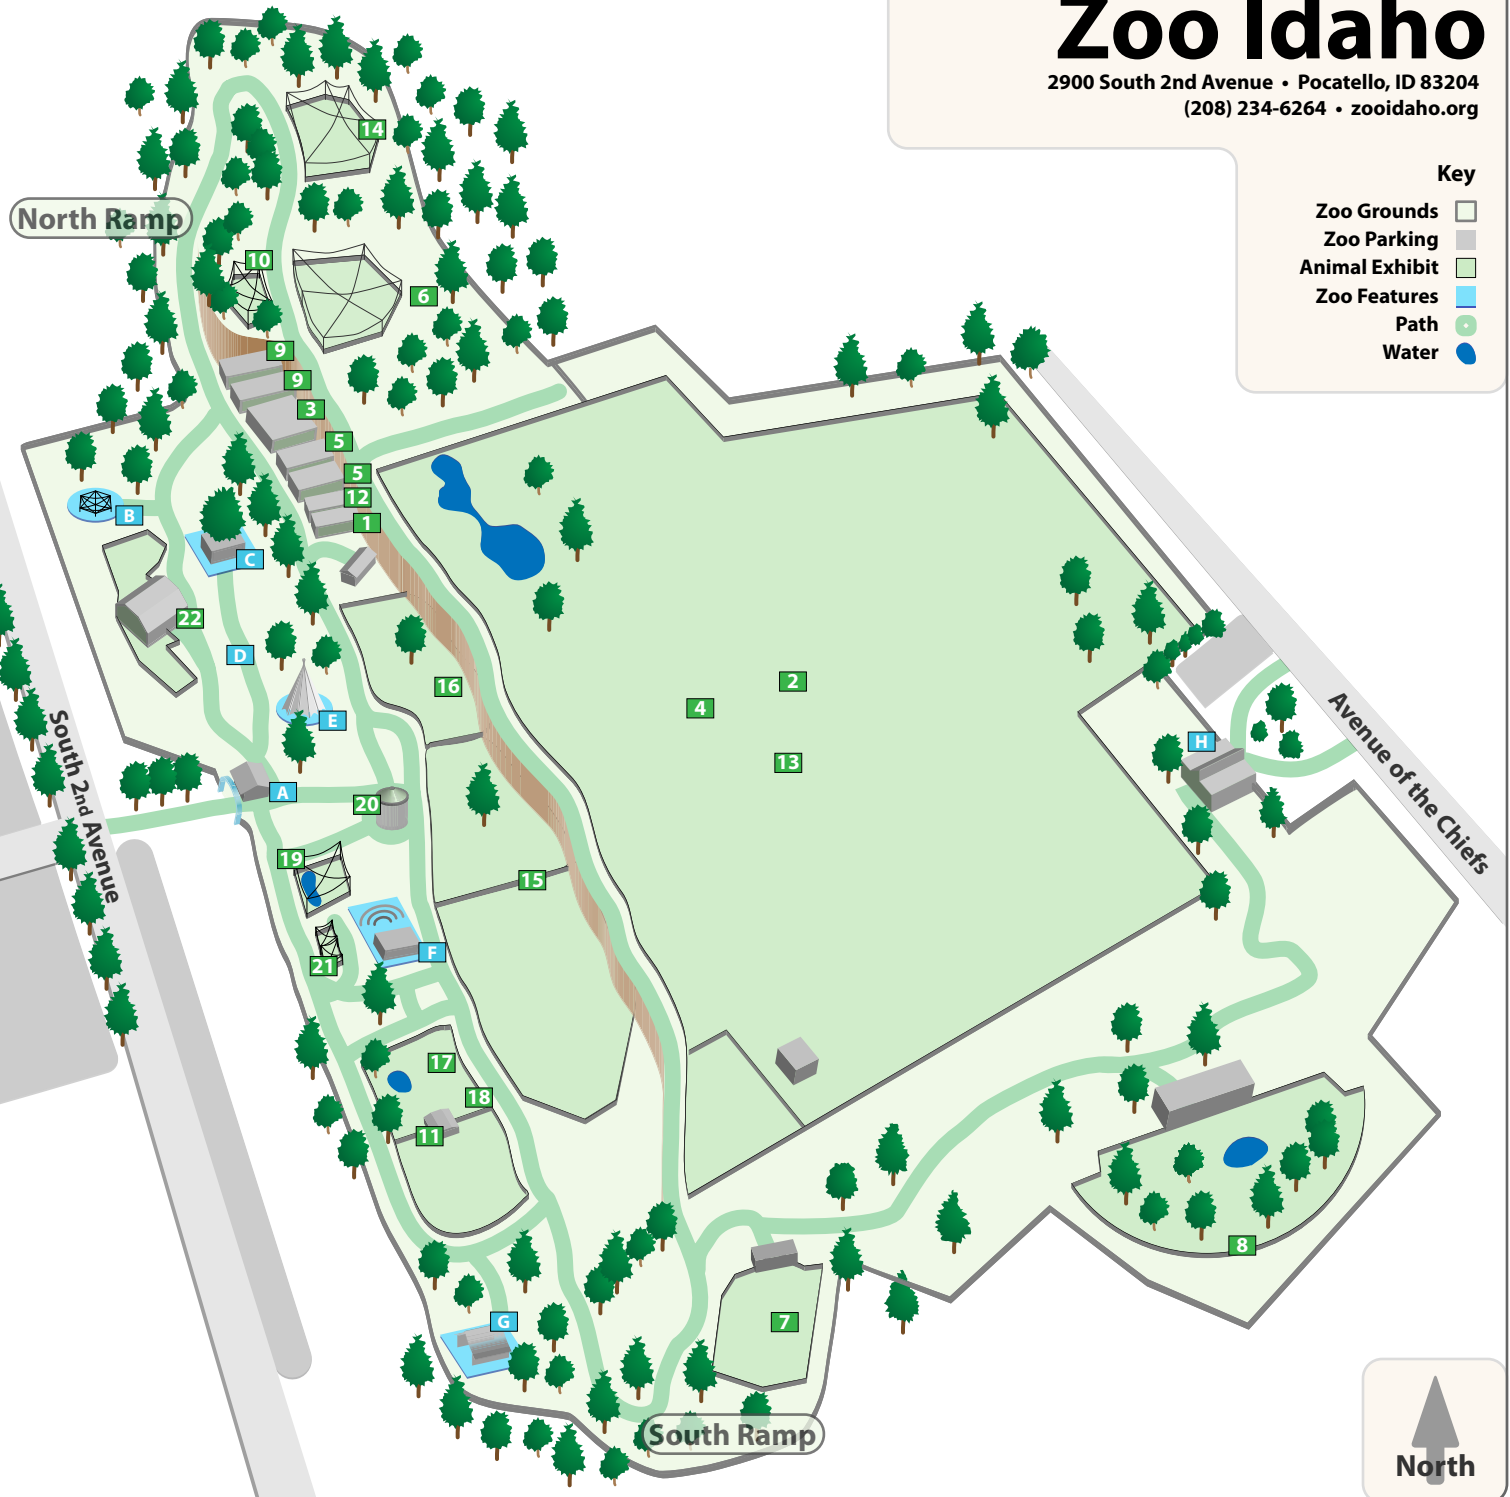 Zoo Idaho
2900 South 2nd Avenue • Pocatello, ID 83204
(208) 234-6264 • zooidaho.org
Key
Zoo Grounds
Zoo Parking
Animal Exhibit
Zoo Features
Path
Water
14
North Ramp
10
6
9
9
3
5
5
12
1
B
C
22
D
16
2
4
E
13
H
A
20
South 2nd Avenue
Avenue of the Chiefs
19
15
F
21
17
18
11
8
G
7
South Ramp
North